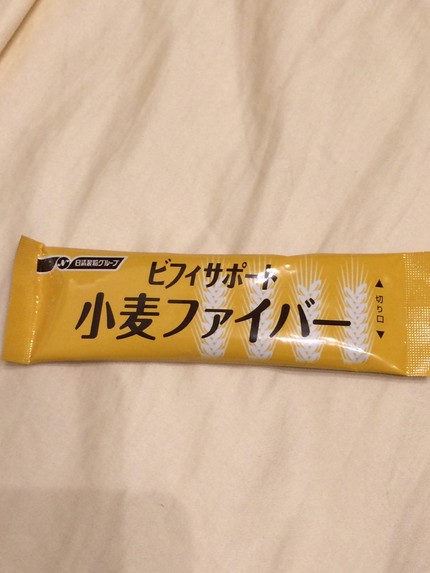 日清製粉グループ
ビフィサポート
小麦ファイバー
▲切り口▼